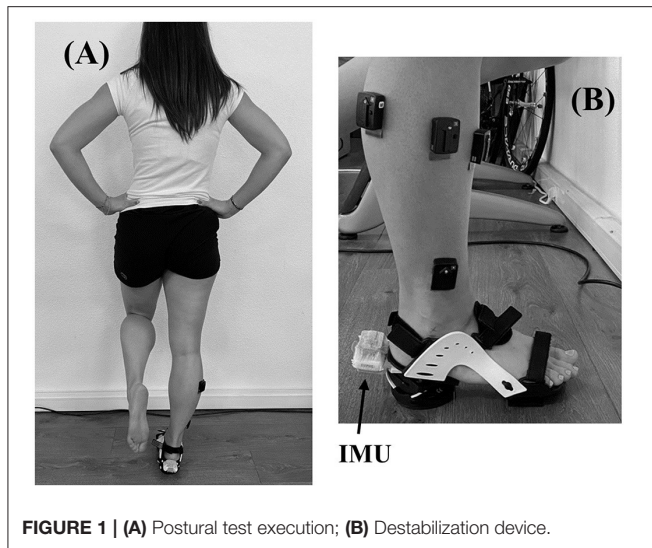 (A)
(B)
IMU
FIGURE 1 | (A) Postural test execution; (B) Destabilization device.